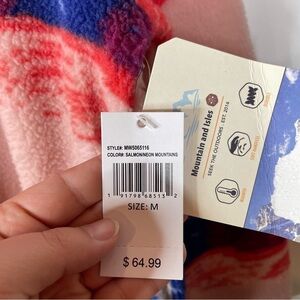 STYLE#: MW5065116
COLOR#: SALMON/NEON MOUNTAINS
1 91798 68513 2
SIZE: M
$ 64.99
Mountain and Isles
SEEK THE OUTDOORS EST. 2014